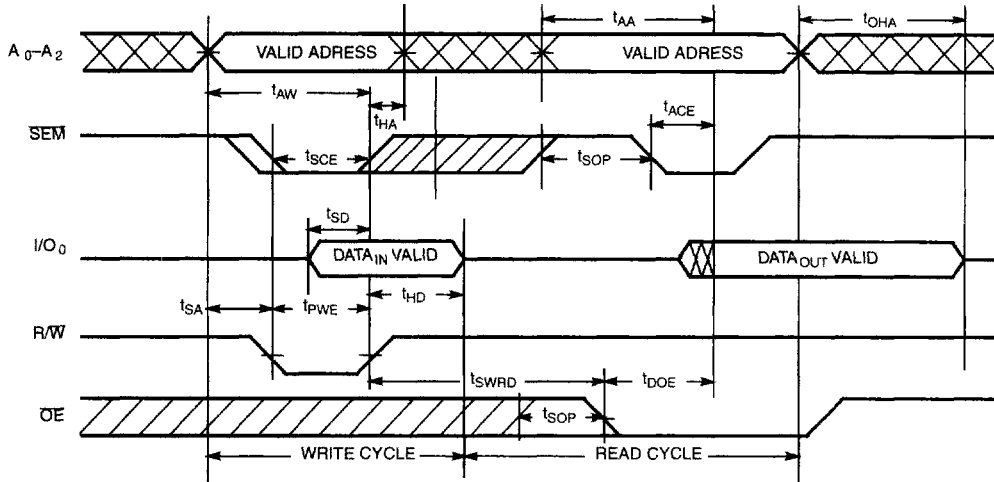 tAA
tOHA
A0–A2
VALID ADRESS
VALID ADRESS
tAW
tHA
tACE
SEM
tSCE
tSOP
tSD
I/O0
DATAIN VALID
DATAOUT VALID
tSA
tPWE
tHD
R/W
tSWRD
tDOE
OE
tSOP
WRITE CYCLE
READ CYCLE